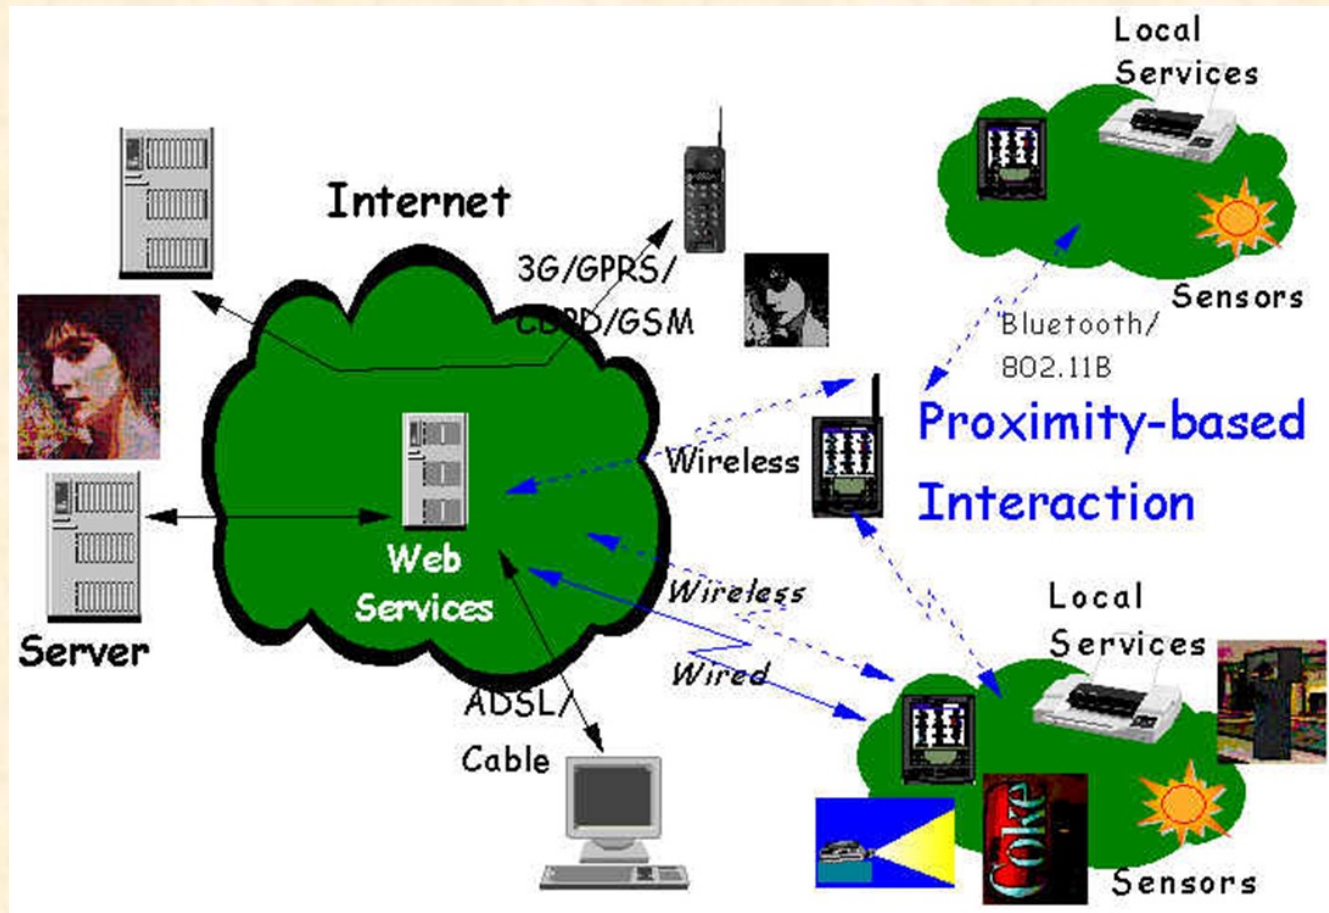 Local
Services
Internet
3G/GPRS/
CDPD/GSM
Sensors
Bluetooth/
802.11B
Proximity-based
Interaction
Wireless
Web
Services
Server
Wireless
Wired
Local
Services
ADSL/
Cable
Coke
Sensors